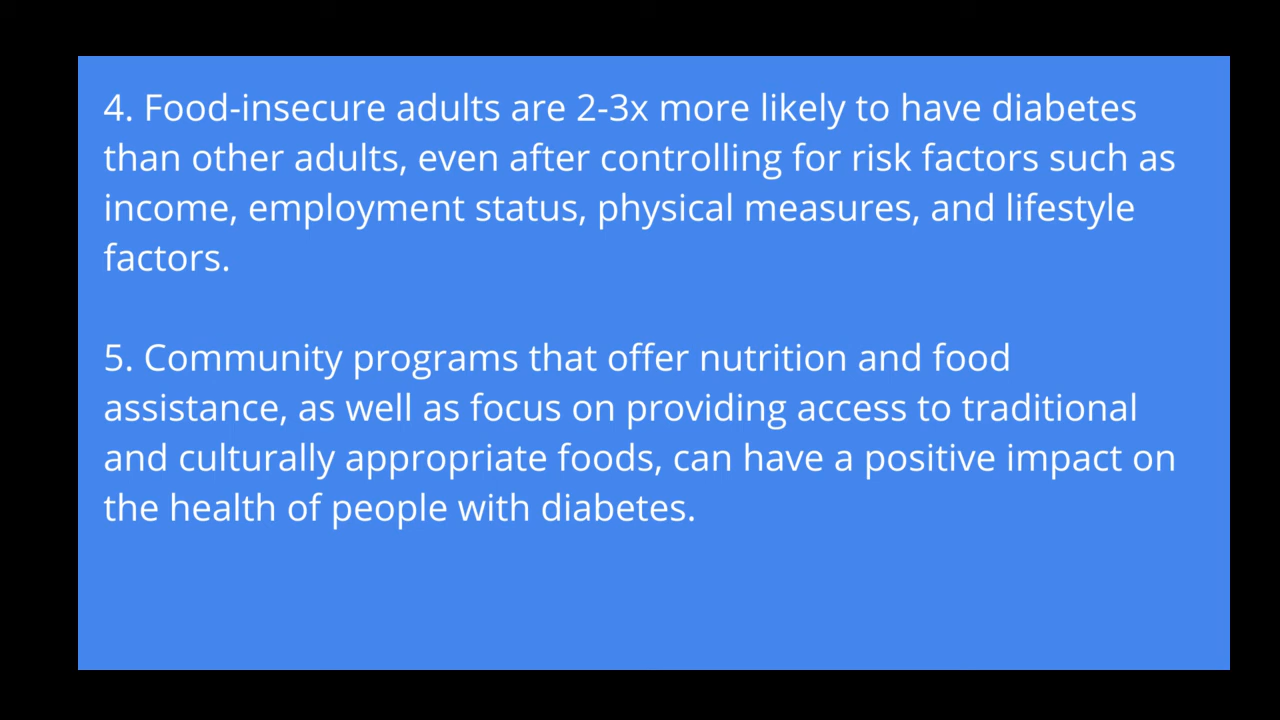 4. Food-insecure adults are 2-3x more likely to have diabetes
than other adults, even after controlling for risk factors such as
income, employment status, physical measures, and lifestyle
factors.
5. Community programs that offer nutrition and food
assistance, as well as focus on providing access to traditional
and culturally appropriate foods, can have a positive impact on
the health of people with diabetes.